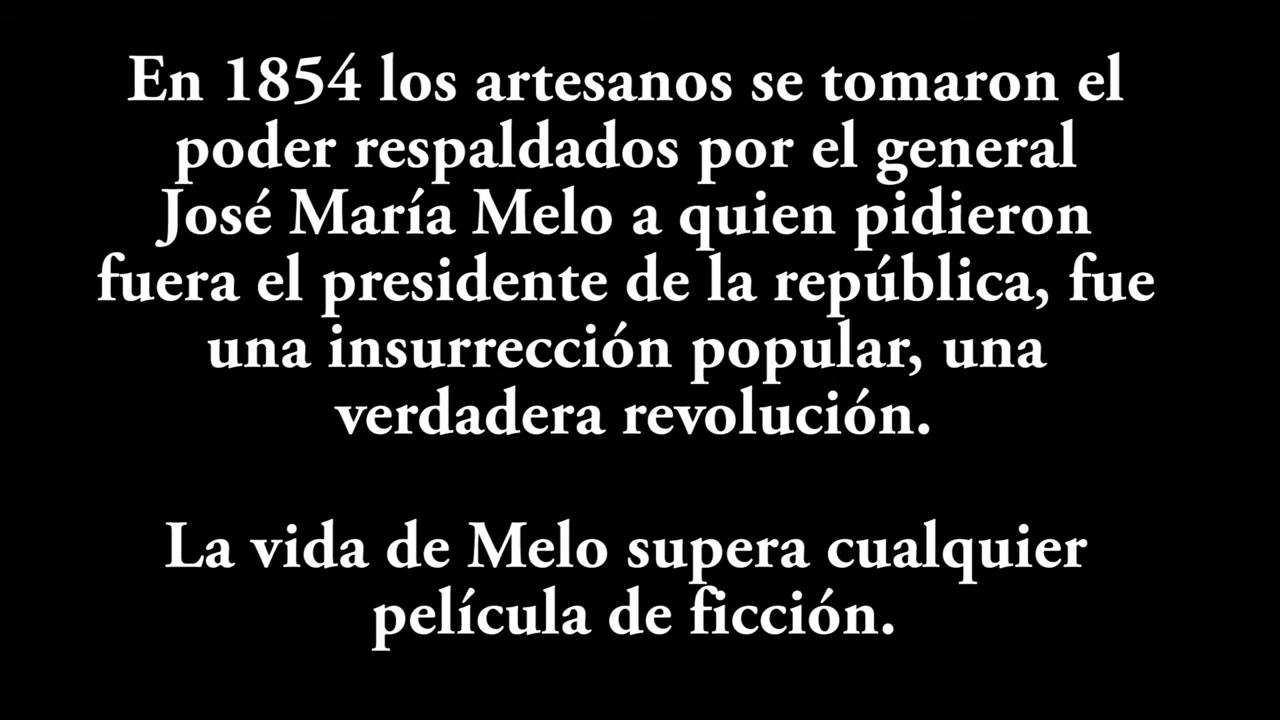 En 1854 los artesanos se tomaron el
poder respaldados por el general
José María Melo a quien pidieron
fuera el presidente de la república, fue
una insurrección popular, una
verdadera revolución.
La vida de Melo supera cualquier
película de ficción.